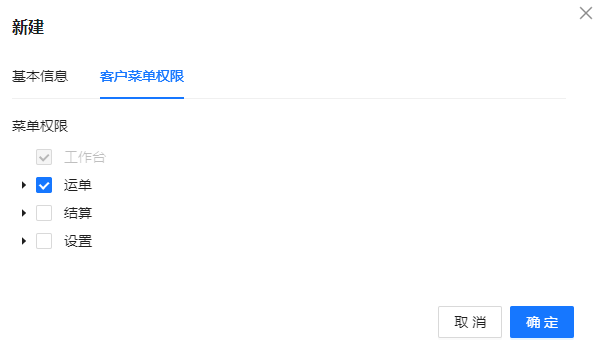 新建
基本信息 客户菜单权限
菜单权限
工作台
运单
结算
设置
取 消 确 定